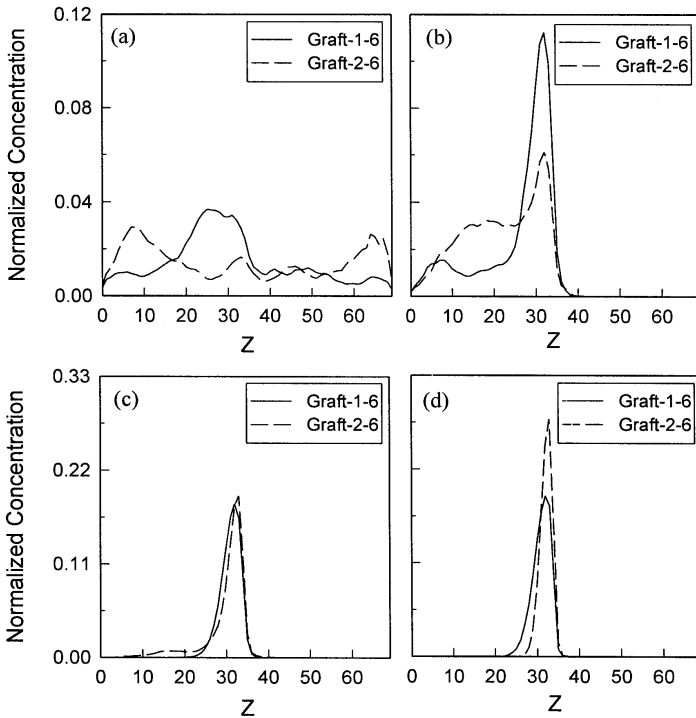 (a)
Graft-1-6
Graft-2-6
Normalized Concentration
0.12
0.08
0.04
0.00
0 10 20 30 40 50 60
Z
(b)
Graft-1-6
Graft-2-6
0 10 20 30 40 50 60
Z
(c)
Graft-1-6
Graft-2-6
Normalized Concentration
0.33
0.22
0.11
0.00
0 10 20 30 40 50 60
Z
(d)
Graft-1-6
Graft-2-6
0 10 20 30 40 50 60
Z